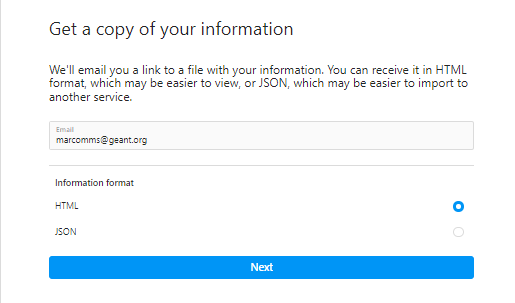 Get a copy of your information
We'll email you a link to a file with your information. You can receive it in HTML
format, which may be easier to view, or JSON, which may be easier to import to
another service.
Email
marcomms@geant.org
Information format
HTML
JSON
Next